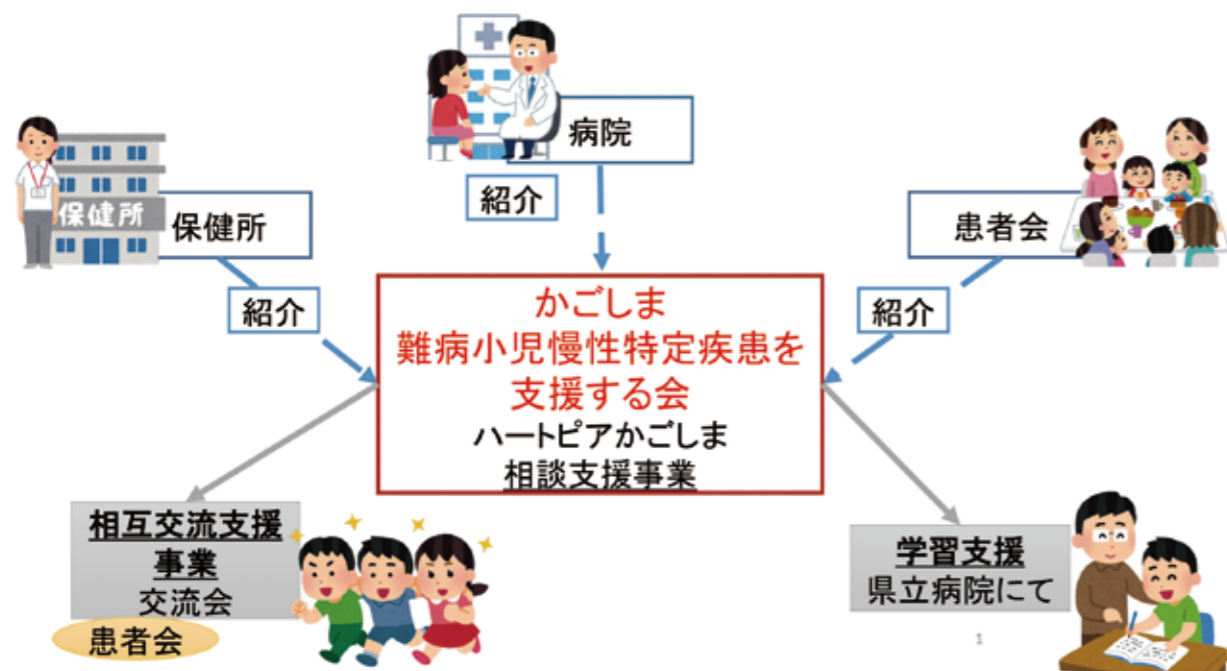 病院
紹介
保健所
保健所
患者会
紹介
紹介
かごしま
難病小児慢性特定疾患を
支援する会
ハートピアかごしま
相談支援事業
相互交流支援
事業
交流会
患者会
学習支援
県立病院にて
1